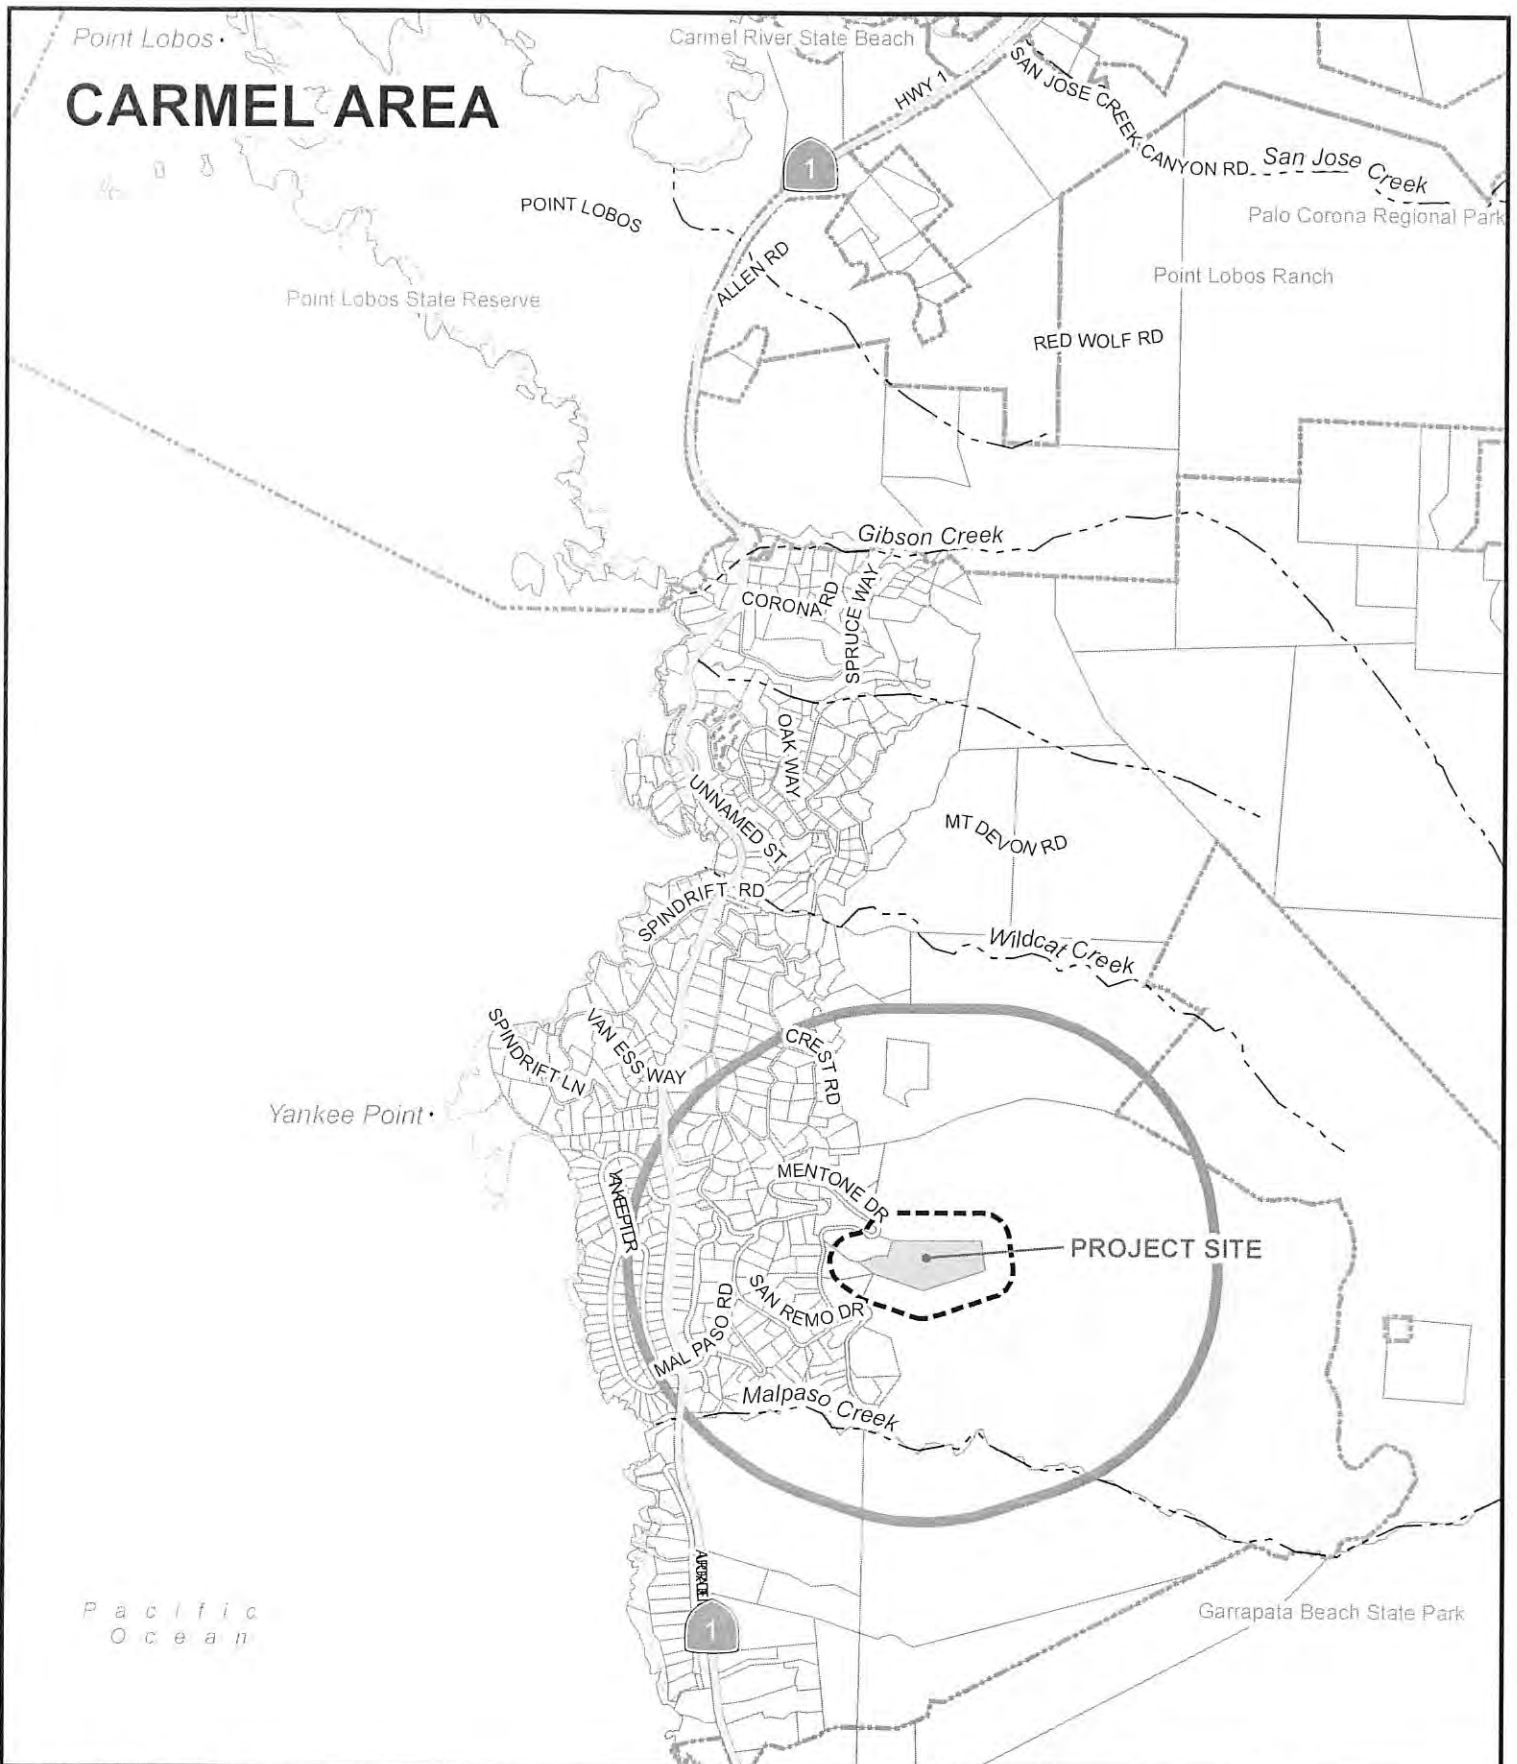 Point Lobos
Carmel River State Beach
CARMEL AREA
HWY 1
SAN JOSE CREEK CANYON RD
San Jose Creek
1
Palo Corona Regional Park
POINT LOBOS
ALLEN RD
Point Lobos Ranch
Point Lobos State Reserve
RED WOLF RD
Gibson Creek
CORONA RD
SPRUCE WAY
OAK WAY
UNNAMED ST
MT DEVON RD
SPINDRIFT RD
Wildcat Creek
SPINDRIFT LN
VAN ESS WAY
CREST RD
Yankee Point
MENTONE DR
PROJECT SITE
SAN REMO DR
MAL PASO RD
Malpaso Creek
Pacific
Ocean
1
Garrapata Beach State Park